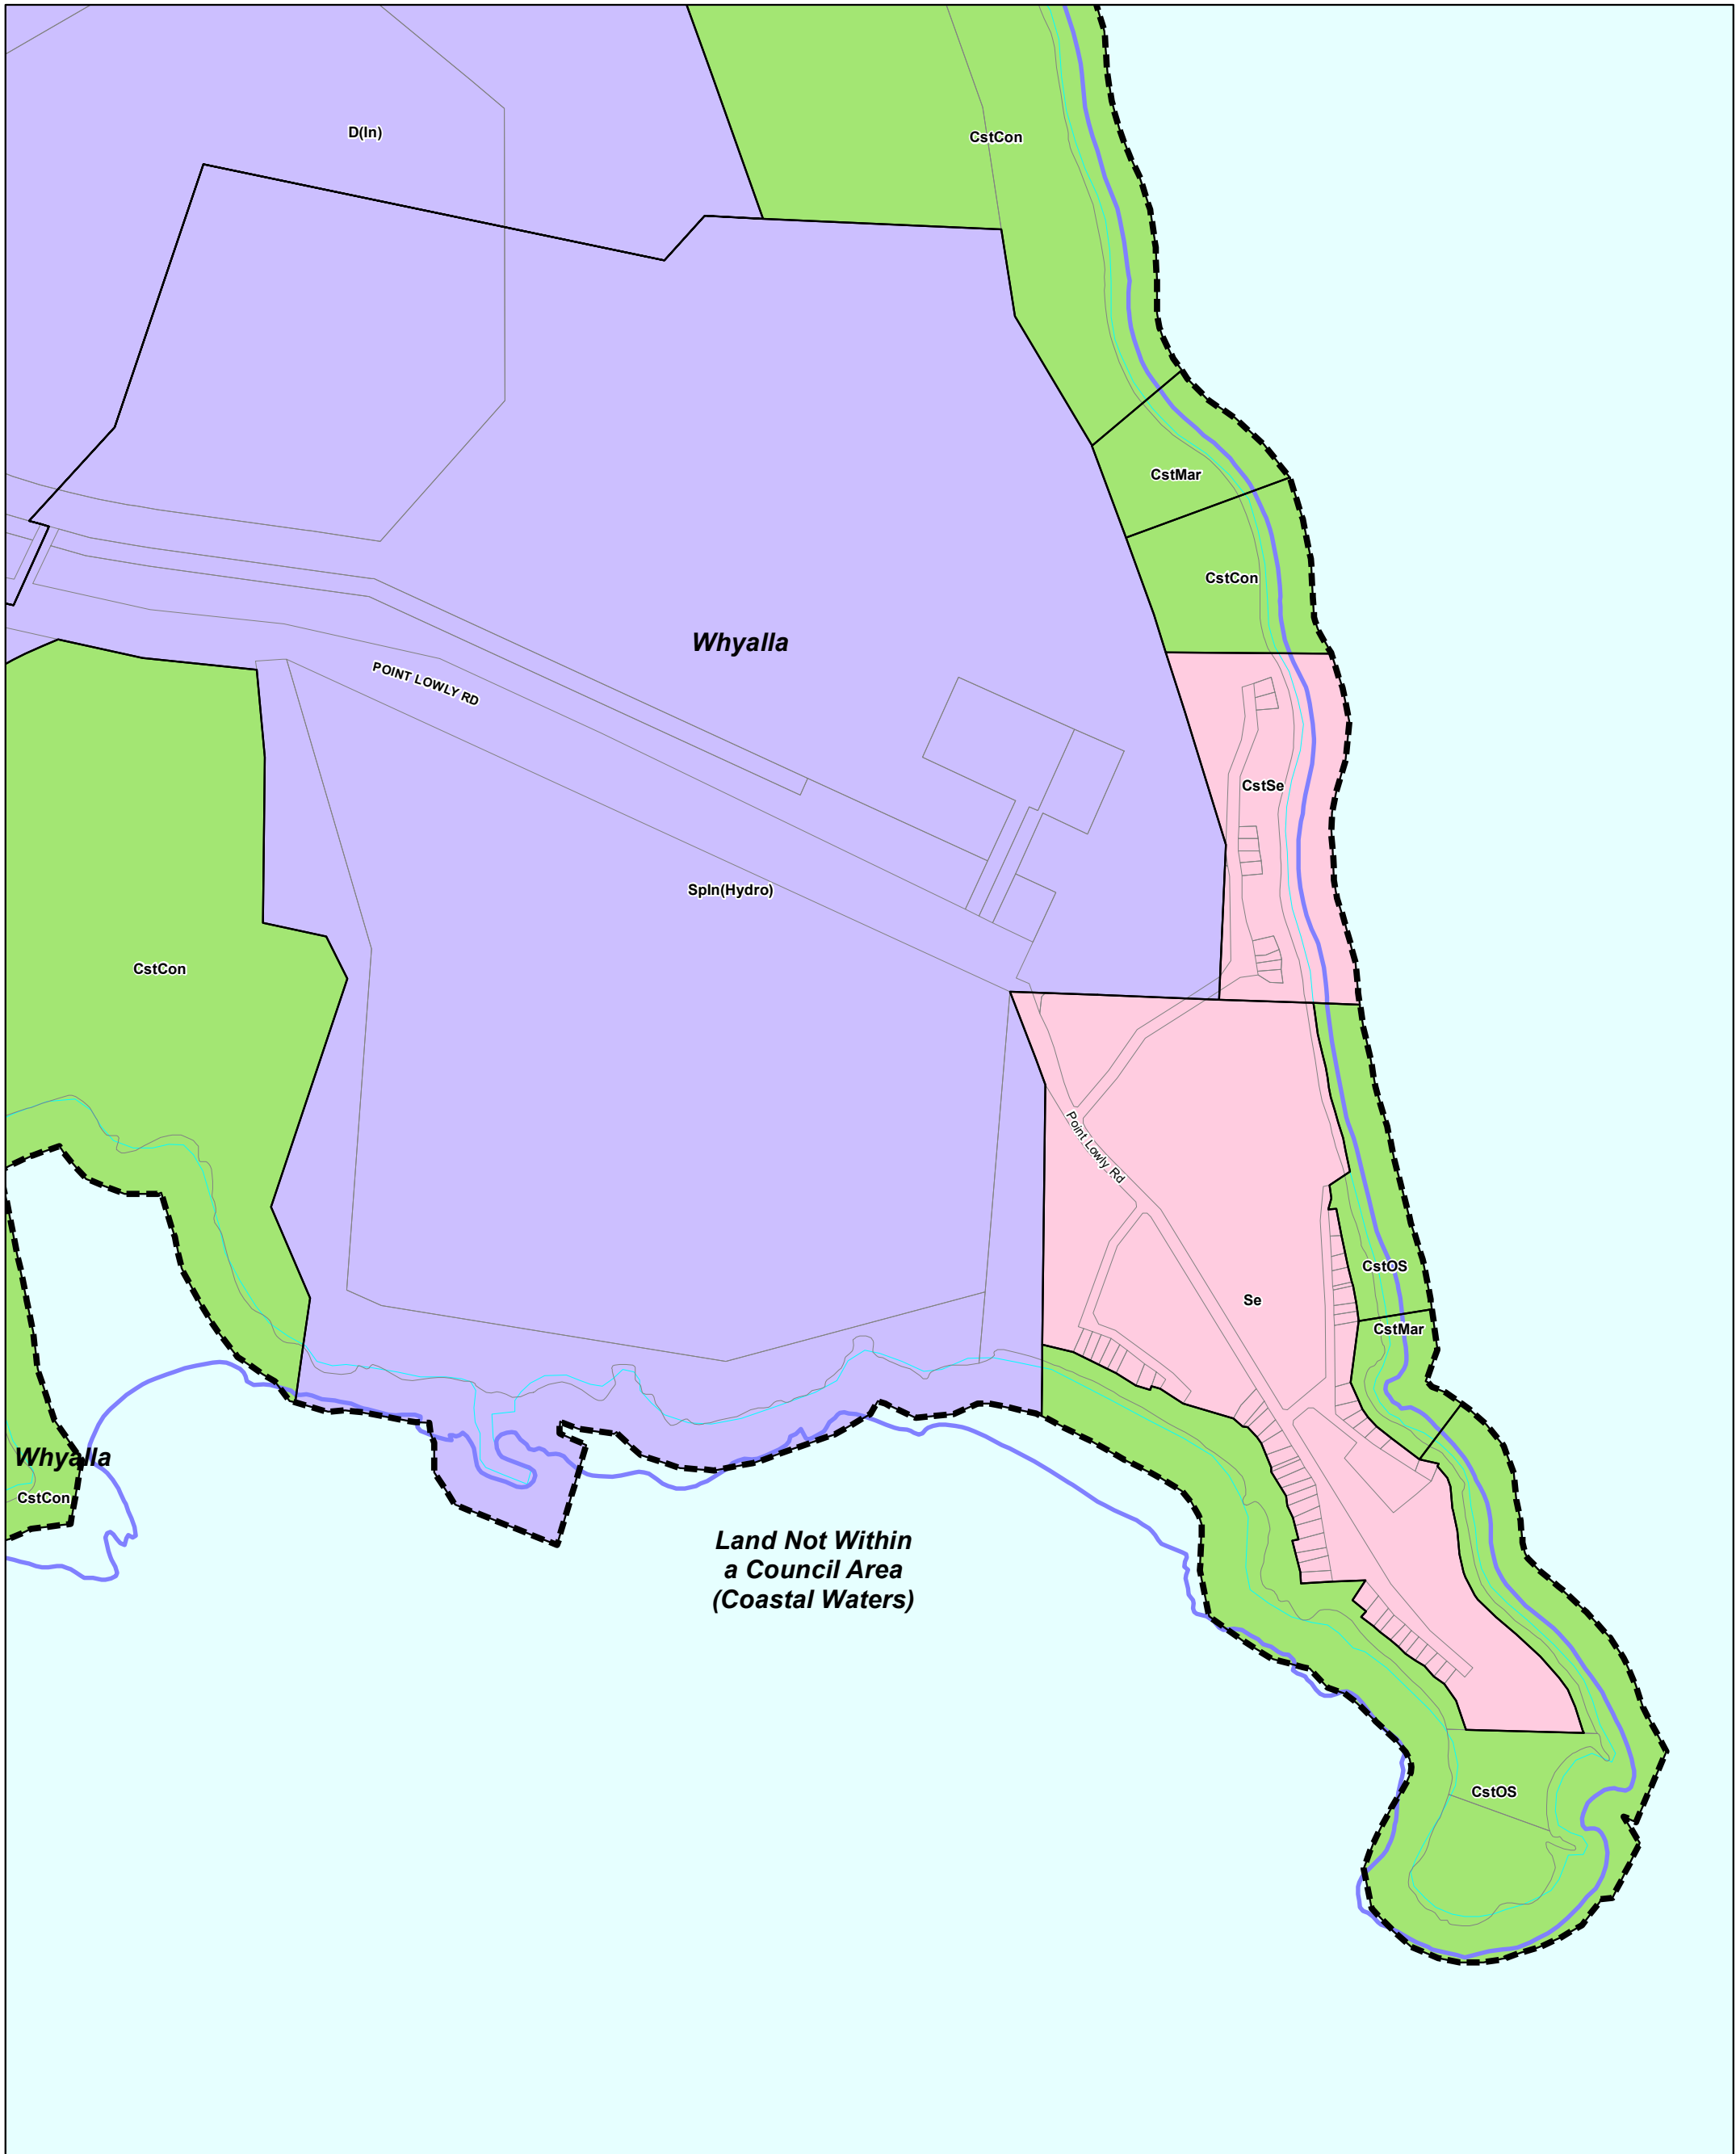 D(In)
CstCon
CstMar
CstCon
Whyalla
POINT LOWLY RD
CstSe
SpIn(Hydro)
CstCon
Point Lowly Rd
CstOS
Se
CstMar
Whyalla
CstCon
Land Not Within
a Council Area
(Coastal Waters)
CstOS